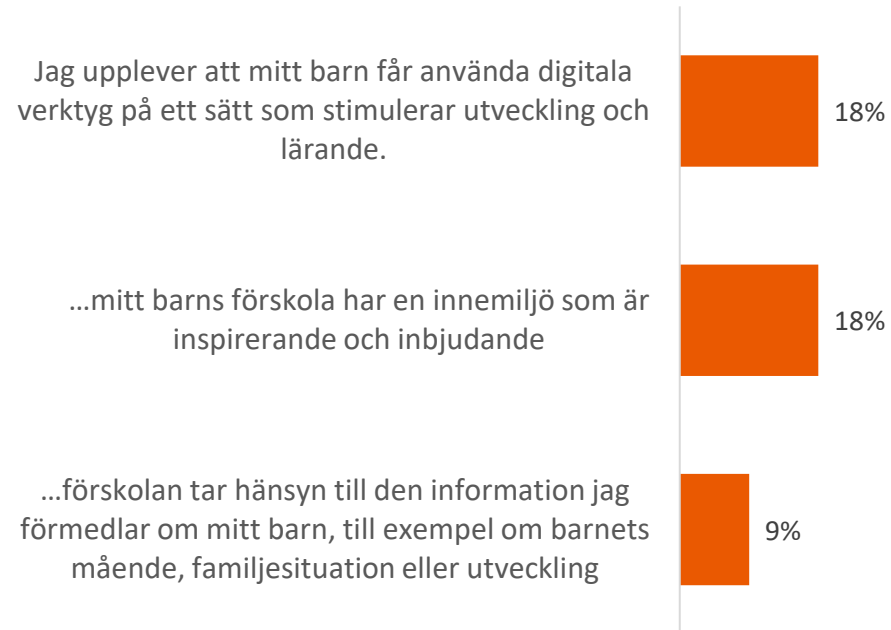 Jag upplever att mitt barn får använda digitala
verktyg på ett sätt som stimulerar utveckling och
lärande.
18%
...mitt barns förskola har en innemiljö som är
inspirerande och inbjudande
18%
...förskolan tar hänsyn till den information jag
förmedlar om mitt barn, till exempel om barnets
mående, familjesituation eller utveckling
9%